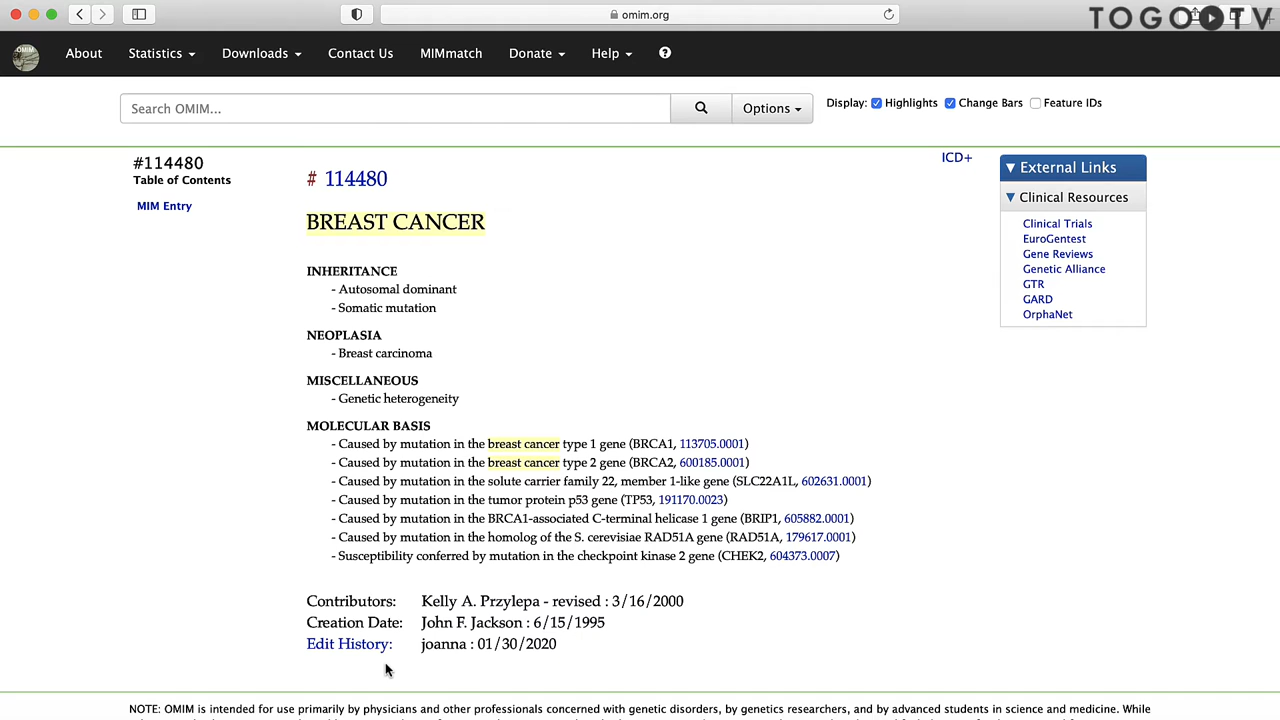 omim.org
TOGO TV
OMIM
About
Statistics
Downloads
Contact Us
MIMmatch
Donate
Help
Search OMIM...
Options
Display:
Highlights
Change Bars
Feature IDs
#114480
Table of Contents
MIM Entry
# 114480
ICD+
BREAST CANCER
INHERITANCE
- Autosomal dominant
- Somatic mutation
NEOPLASIA
- Breast carcinoma
MISCELLANEOUS
- Genetic heterogeneity
MOLECULAR BASIS
- Caused by mutation in the breast cancer type 1 gene (BRCA1, 113705.0001)
- Caused by mutation in the breast cancer type 2 gene (BRCA2, 600185.0001)
- Caused by mutation in the solute carrier family 22, member 1-like gene (SLC22A1L, 602631.0001)
- Caused by mutation in the tumor protein p53 gene (TP53, 191170.0023)
- Caused by mutation in the BRCA1-associated C-terminal helicase 1 gene (BRIP1, 605882.0001)
- Caused by mutation in the homolog of the S. cerevisiae RAD51A gene (RAD51A, 179617.0001)
- Susceptibility conferred by mutation in the checkpoint kinase 2 gene (CHEK2, 604373.0007)
Contributors: Kelly A. Przylepa - revised : 3/16/2000
Creation Date: John F. Jackson : 6/15/1995
Edit History: joanna : 01/30/2020
External Links
Clinical Resources
Clinical Trials
EuroGentest
Gene Reviews
Genetic Alliance
GTR
GARD
OrphaNet
NOTE: OMIM is intended for use primarily by physicians and other professionals concerned with genetic disorders, by genetics researchers, and by advanced students in science and medicine. While